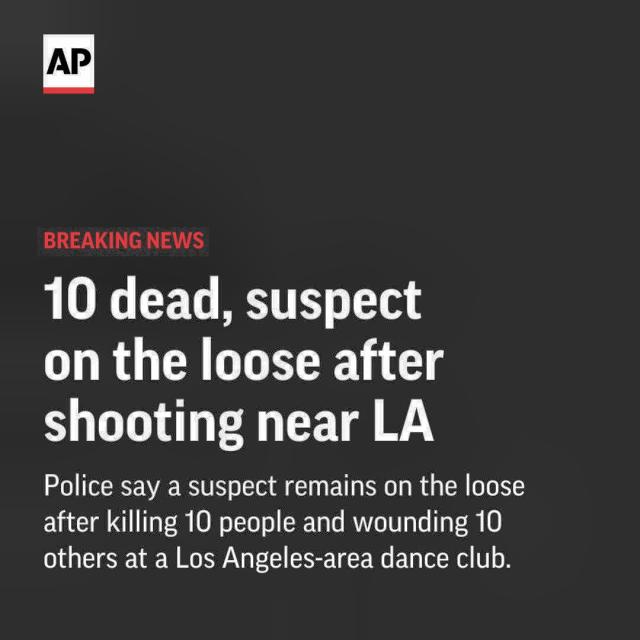 AP
BREAKING NEWS
10 dead, suspect
on the loose after
shooting near LA
Police say a suspect remains on the loose
after killing 10 people and wounding 10
others at a Los Angeles-area dance club.